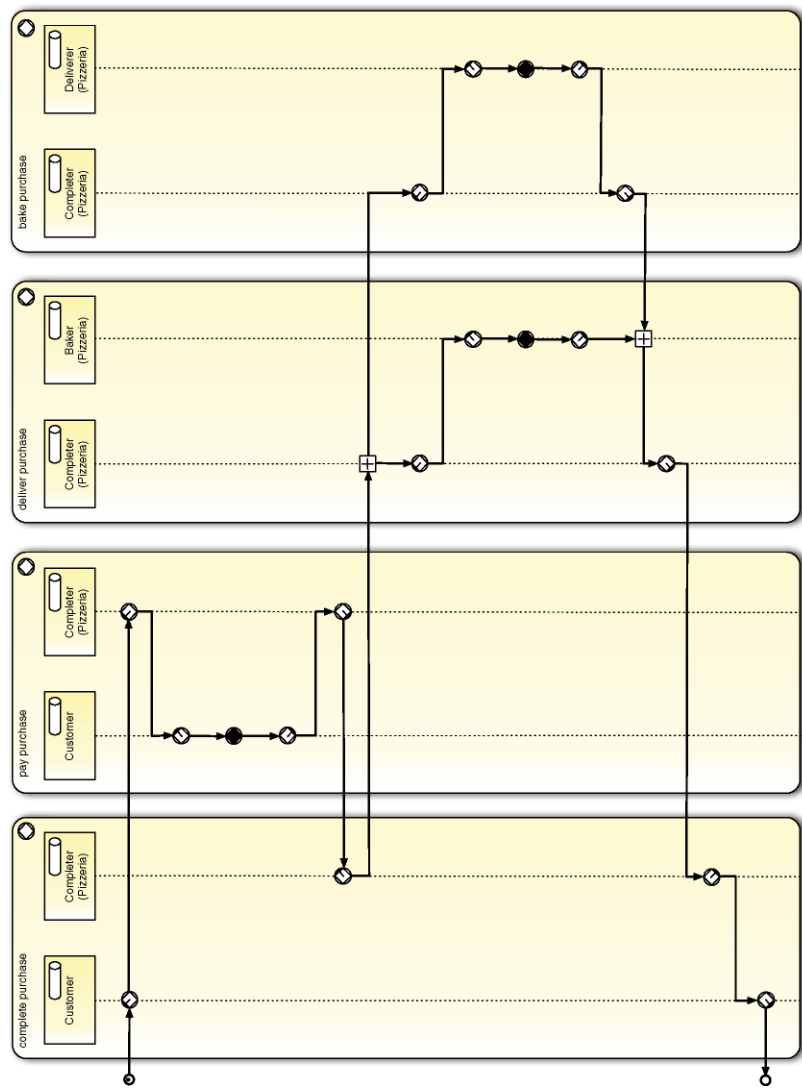 bake purchase
Deliverer
(Pizzeria)
Completer
(Pizzeria)
deliver purchase
Baker
(Pizzeria)
Completer
(Pizzeria)
pay purchase
Completer
(Pizzeria)
Customer
complete purchase
Completer
(Pizzeria)
Customer